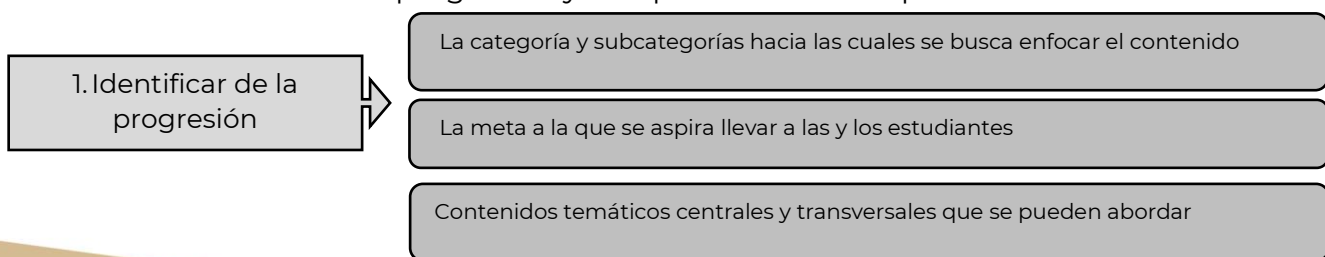 1. Identificar de la
progresión
La categoría y subcategorías hacia las cuales se busca enfocar el contenido
La meta a la que se aspira llevar a las y los estudiantes
Contenidos temáticos centrales y transversales que se pueden abordar